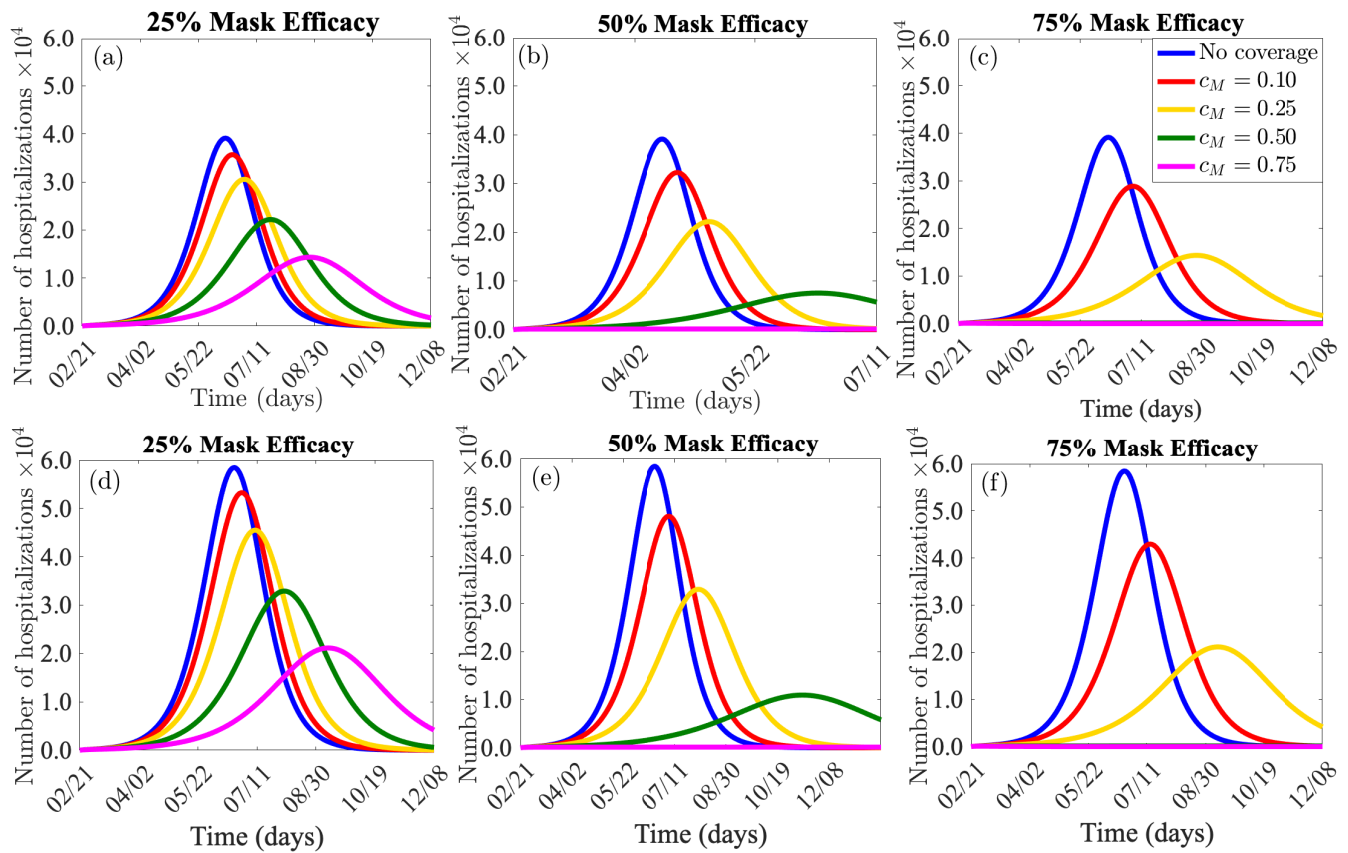 25% Mask Efficacy
(a)
Number of hospitalizations ×10^4
6.0
5.0
4.0
3.0
2.0
1.0
0.0
02/21 04/02 05/22 07/11 08/30 10/19 12/08
Time (days)
50% Mask Efficacy
(b)
Number of hospitalizations ×10^4
6.0
5.0
4.0
3.0
2.0
1.0
0.0
02/21 04/02 05/22 07/11
Time (days)
75% Mask Efficacy
(c)
No coverage
c_M = 0.10
c_M = 0.25
c_M = 0.50
c_M = 0.75
Number of hospitalizations ×10^4
6.0
5.0
4.0
3.0
2.0
1.0
0.0
02/21 04/02 05/22 07/11 08/30 10/19 12/08
Time (days)
25% Mask Efficacy
(d)
Number of hospitalizations ×10^4
6.0
5.0
4.0
3.0
2.0
1.0
0.0
02/21 04/02 05/22 07/11 08/30 10/19 12/08
Time (days)
50% Mask Efficacy
(e)
Number of hospitalizations ×10^4
6.0
5.0
4.0
3.0
2.0
1.0
0.0
02/21 04/02 05/22 07/11 08/30 10/19 12/08
Time (days)
75% Mask Efficacy
(f)
Number of hospitalizations ×10^4
6.0
5.0
4.0
3.0
2.0
1.0
0.0
02/21 04/02 05/22 07/11 08/30 10/19 12/08
Time (days)